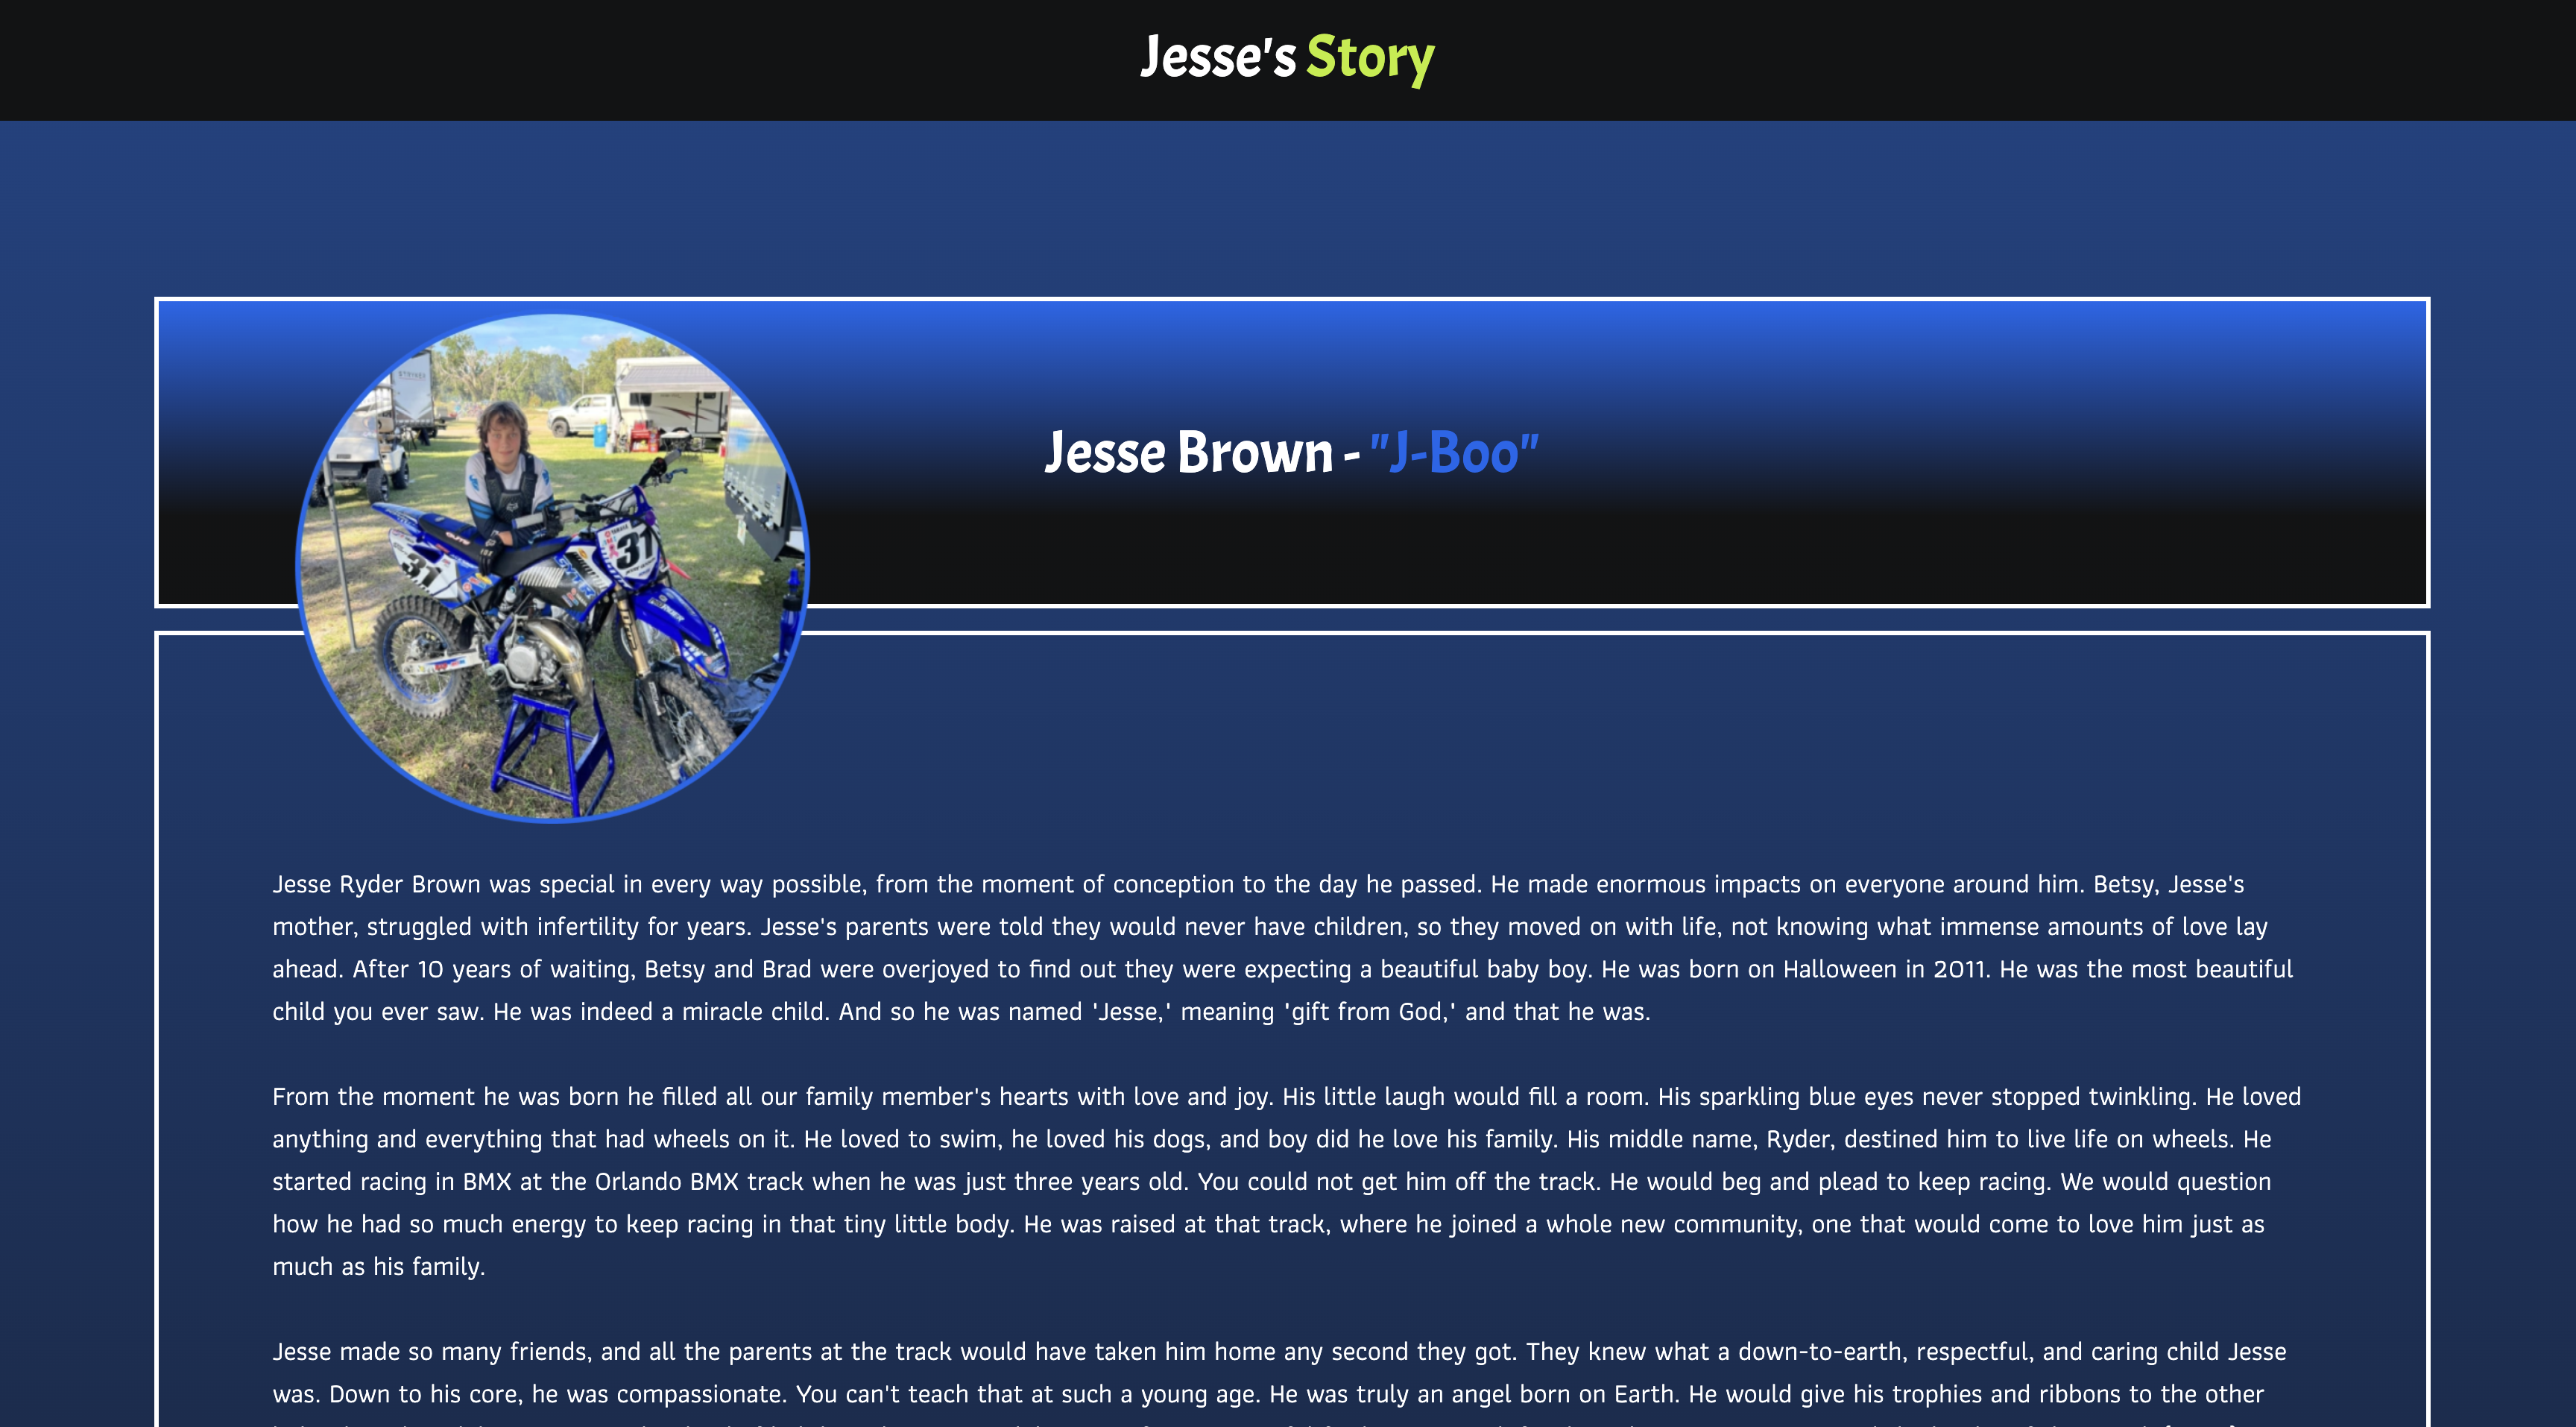 Jesse's Story
Jesse Brown - "J-Boo"
31
31
Jesse Ryder Brown was special in every way possible, from the moment of conception to the day he passed. He made enormous impacts on everyone around him. Betsy, Jesse's
mother, struggled with infertility for years. Jesse's parents were told they would never have children, so they moved on with life, not knowing what immense amounts of love lay
ahead. After 10 years of waiting, Betsy and Brad were overjoyed to find out they were expecting a beautiful baby boy. He was born on Halloween in 2011. He was the most beautiful
child you ever saw. He was indeed a miracle child. And so he was named 'Jesse,' meaning 'gift from God,' and that he was.
From the moment he was born he filled all our family member's hearts with love and joy. His little laugh would fill a room. His sparkling blue eyes never stopped twinkling. He loved
anything and everything that had wheels on it. He loved to swim, he loved his dogs, and boy did he love his family. His middle name, Ryder, destined him to live life on wheels. He
started racing in BMX at the Orlando BMX track when he was just three years old. You could not get him off the track. He would beg and plead to keep racing. We would question
how he had so much energy to keep racing in that tiny little body. He was raised at that track, where he joined a whole new community, one that would come to love him just as
much as his family.
Jesse made so many friends, and all the parents at the track would have taken him home any second they got. They knew what a down-to-earth, respectful, and caring child Jesse
was. Down to his core, he was compassionate. You can't teach that at such a young age. He was truly an angel born on Earth. He would give his trophies and ribbons to the other